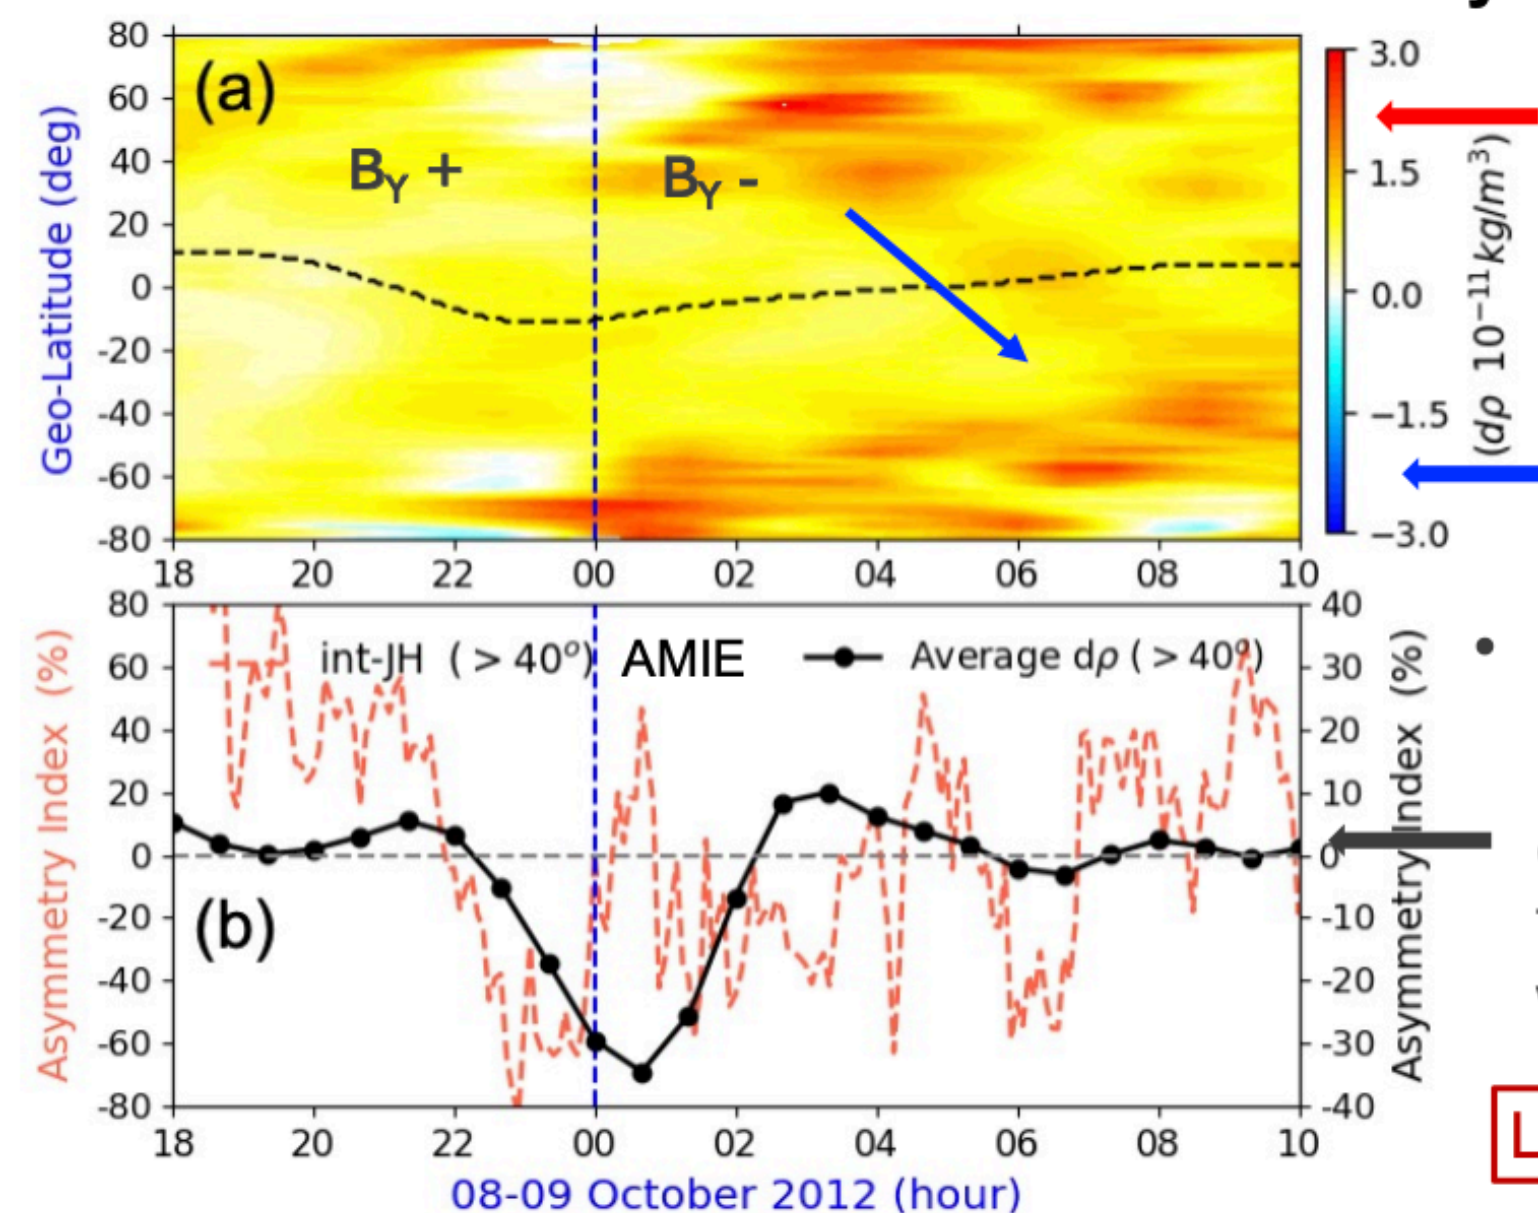 80
60
40
20
0
-20
-40
-60
-80
Geo-Latitude (deg)
(a)
B_Y +
B_Y -
18 20 22 00 02 04 06 08 10
3.0
1.5
0.0
−1.5
−3.0
(dρ 10⁻¹¹kg/m³)
80
60
40
20
0
-20
-40
-60
-80
Asymmetry Index (%)
int-JH ( > 40°) AMIE Average dρ ( > 40°)
(b)
40
30
20
10
0
-10
-20
-30
-40
Asymmetry Index (%)
18 20 22 00 02 04 06 08 10
08-09 October 2012 (hour)